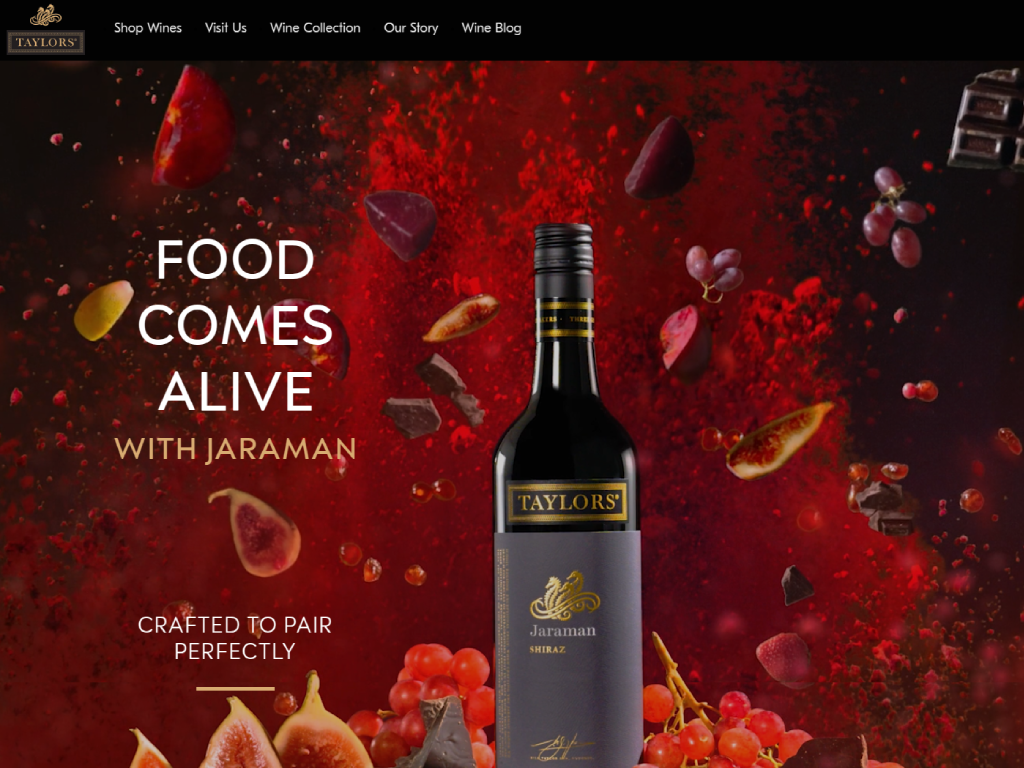 TAYLORS®
Shop Wines
Visit Us
Wine Collection
Our Story
Wine Blog
FOOD
COMES
ALIVE
WITH JARAMAN
TAYLORS®
Jaraman
SHIRAZ
CRAFTED TO PAIR
PERFECTLY